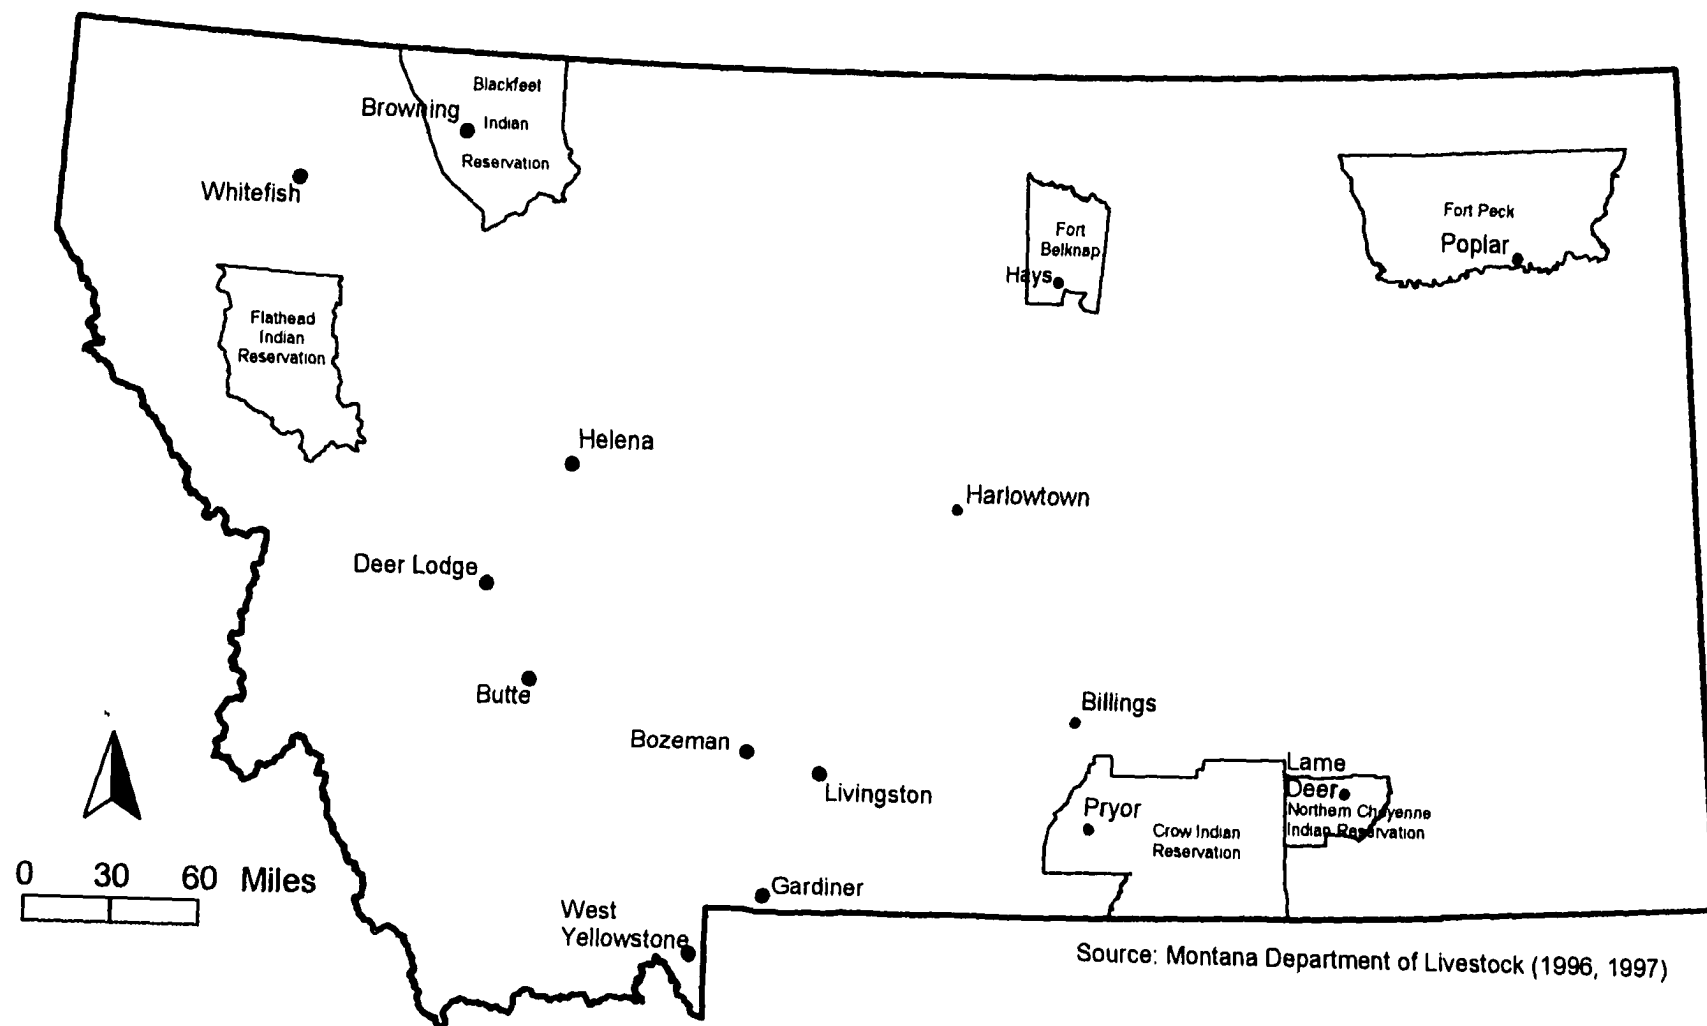 Blackfeet
Browning
Indian
Reservation
Whitefish
Fort Peck
Poplar
Fort
Belknap
Hays
Flathead
Indian
Reservation
Helena
Harlowtown
Deer Lodge
Butte
Billings
Bozeman
Livingston
Lame
Deer
Northern Cheyenne
Indian Reservation
Pryor
Crow Indian
Reservation
0 30 60 Miles
Gardiner
West
Yellowstone
Source: Montana Department of Livestock (1996, 1997)